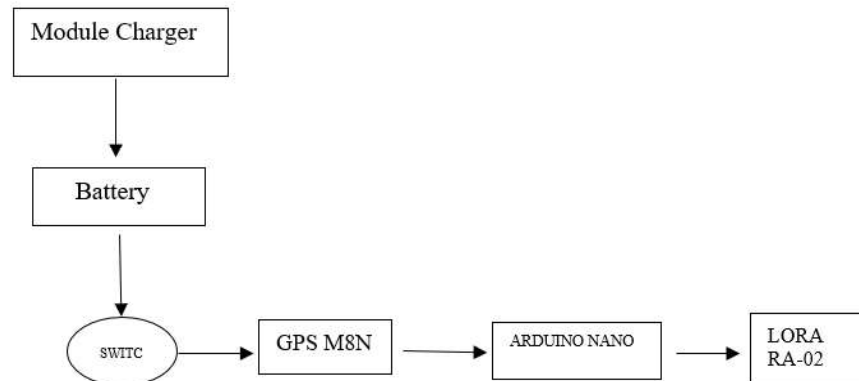 Module Charger
Battery
SWITC
GPS M8N
ARDUINO NANO
LORA
RA-02